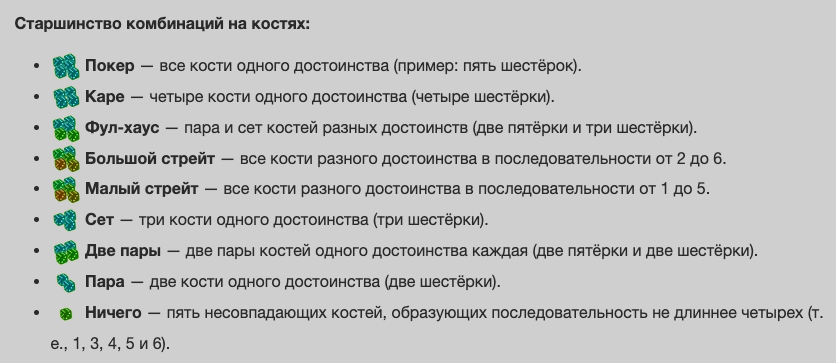 Старшинство комбинаций на костях:
Покер — все кости одного достоинства (пример: пять шестёрок).
Каре — четыре кости одного достоинства (четыре шестёрки).
Фул-хаус — пара и сет костей разных достоинств (две пятёрки и три шестёрки).
Большой стрейт — все кости разного достоинства в последовательности от 2 до 6.
Малый стрейт — все кости разного достоинства в последовательности от 1 до 5.
Сет — три кости одного достоинства (три шестёрки).
Две пары — две пары костей одного достоинства каждая (две пятёрки и две шестёрки).
Пара — две кости одного достоинства (две шестёрки).
Ничего — пять несовпадающих костей, образующих последовательность не длиннее четырех (т.
е., 1, 3, 4, 5 и 6).